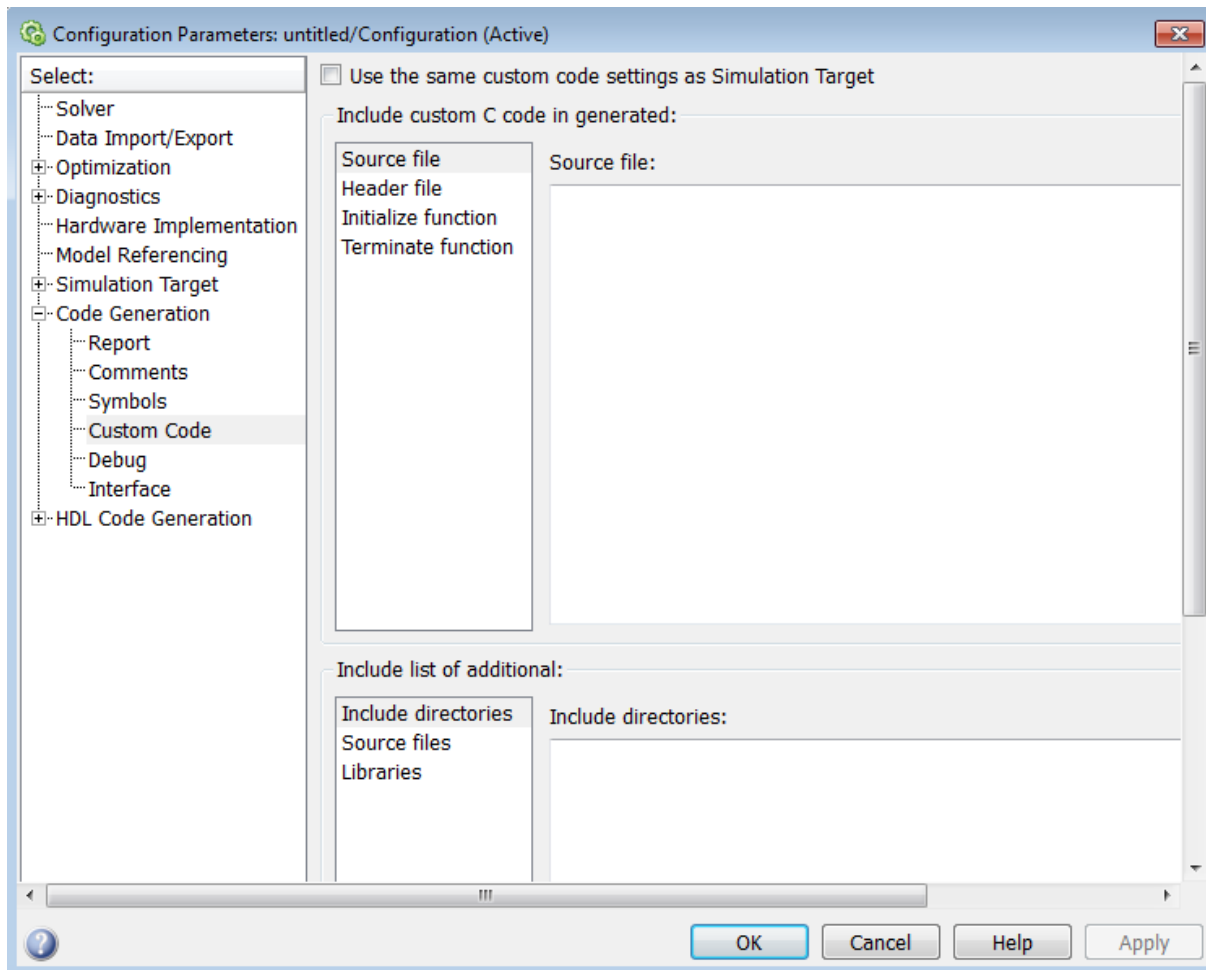 Configuration Parameters: untitled/Configuration (Active)
Select:
Solver
Data Import/Export
Optimization
Diagnostics
Hardware Implementation
Model Referencing
Simulation Target
Code Generation
Report
Comments
Symbols
Custom Code
Debug
Interface
HDL Code Generation
Use the same custom code settings as Simulation Target
Include custom C code in generated:
Source file
Header file
Initialize function
Terminate function
Source file:
Include list of additional:
Include directories
Source files
Libraries
Include directories:
OK Cancel Help Apply